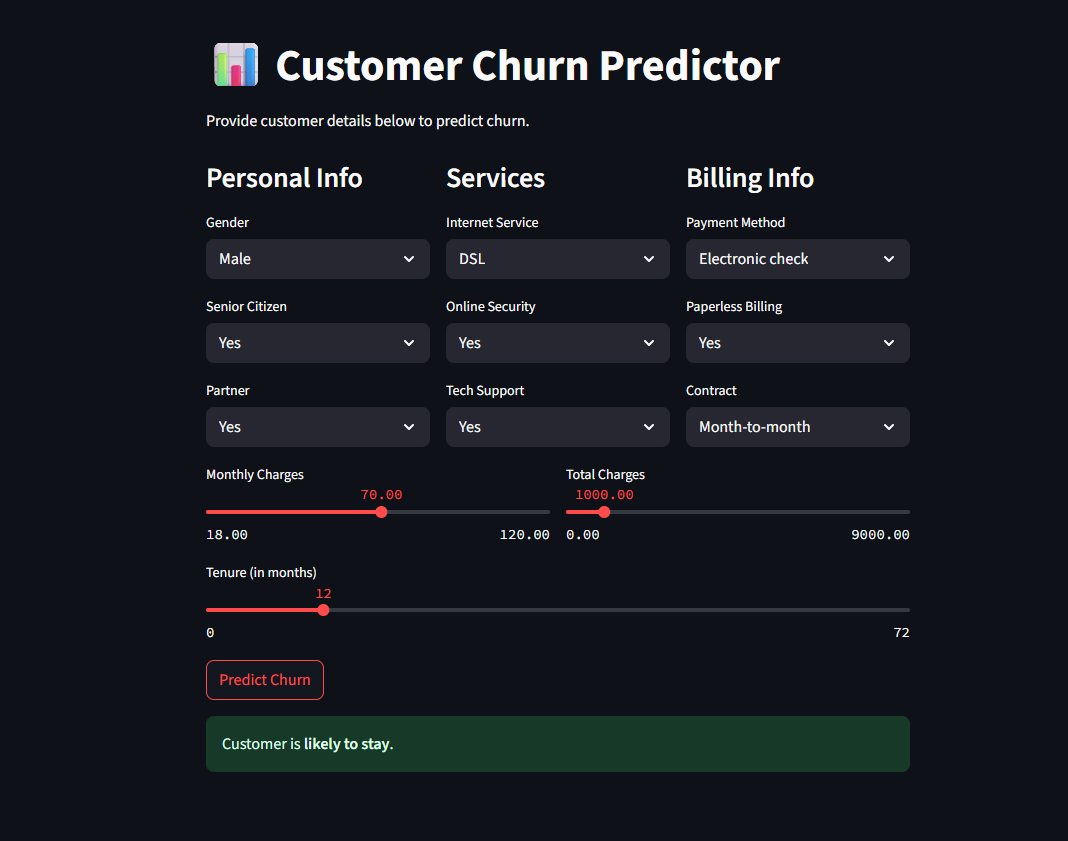 Customer Churn Predictor
Provide customer details below to predict churn.
Personal Info
Services
Billing Info
Gender
Internet Service
Payment Method
Male
DSL
Electronic check
Senior Citizen
Online Security
Paperless Billing
Yes
Yes
Yes
Partner
Tech Support
Contract
Yes
Yes
Month-to-month
Monthly Charges
Total Charges
70.00
1000.00
18.00
120.00
0.00
9000.00
Tenure (in months)
12
0
72
Predict Churn
Customer is likely to stay.